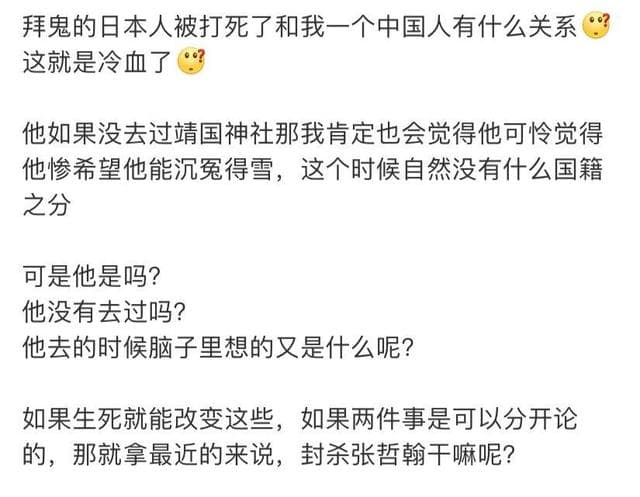 拜鬼的日本人被打死了和我一个中国人有什么关系
这就是冷血了
他如果没去过靖国神社那我肯定也会觉得他可怜觉得
他惨希望他能沉冤得雪，这个时候自然没有什么国籍
之分
可是他是吗？
他没有去过吗？
他去的时候脑子里想的又是什么呢？
如果生死就能改变这些，如果两件事是可以分开论
的，那就拿最近的来说，封杀张哲翰干嘛呢？